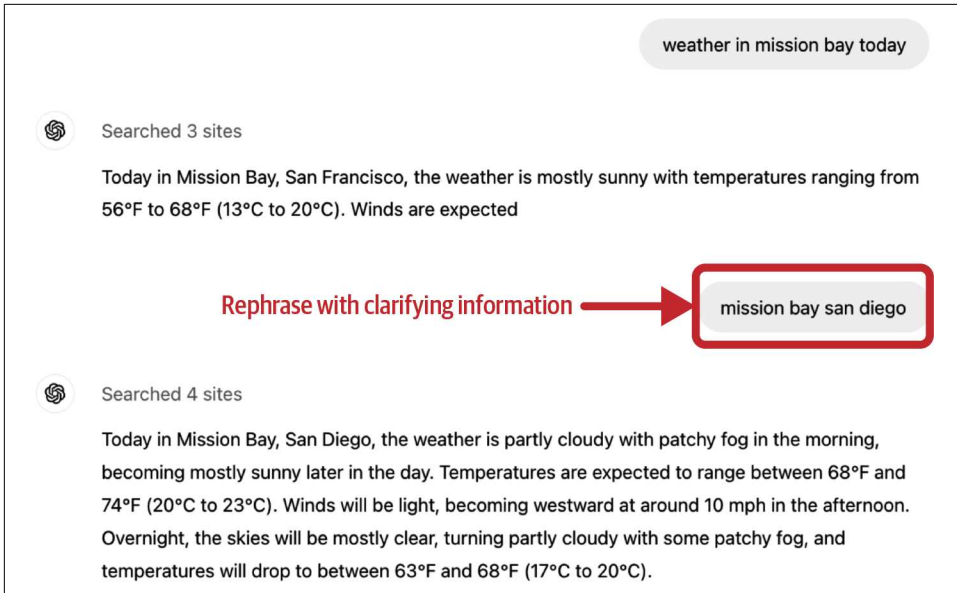 weather in mission bay today
Searched 3 sites
Today in Mission Bay, San Francisco, the weather is mostly sunny with temperatures ranging from
56°F to 68°F (13°C to 20°C). Winds are expected
Rephrase with clarifying information
mission bay san diego
Searched 4 sites
Today in Mission Bay, San Diego, the weather is partly cloudy with patchy fog in the morning,
becoming mostly sunny later in the day. Temperatures are expected to range between 68°F and
74°F (20°C to 23°C). Winds will be light, becoming westward at around 10 mph in the afternoon.
Overnight, the skies will be mostly clear, turning partly cloudy with some patchy fog, and
temperatures will drop to between 63°F and 68°F (17°C to 20°C).